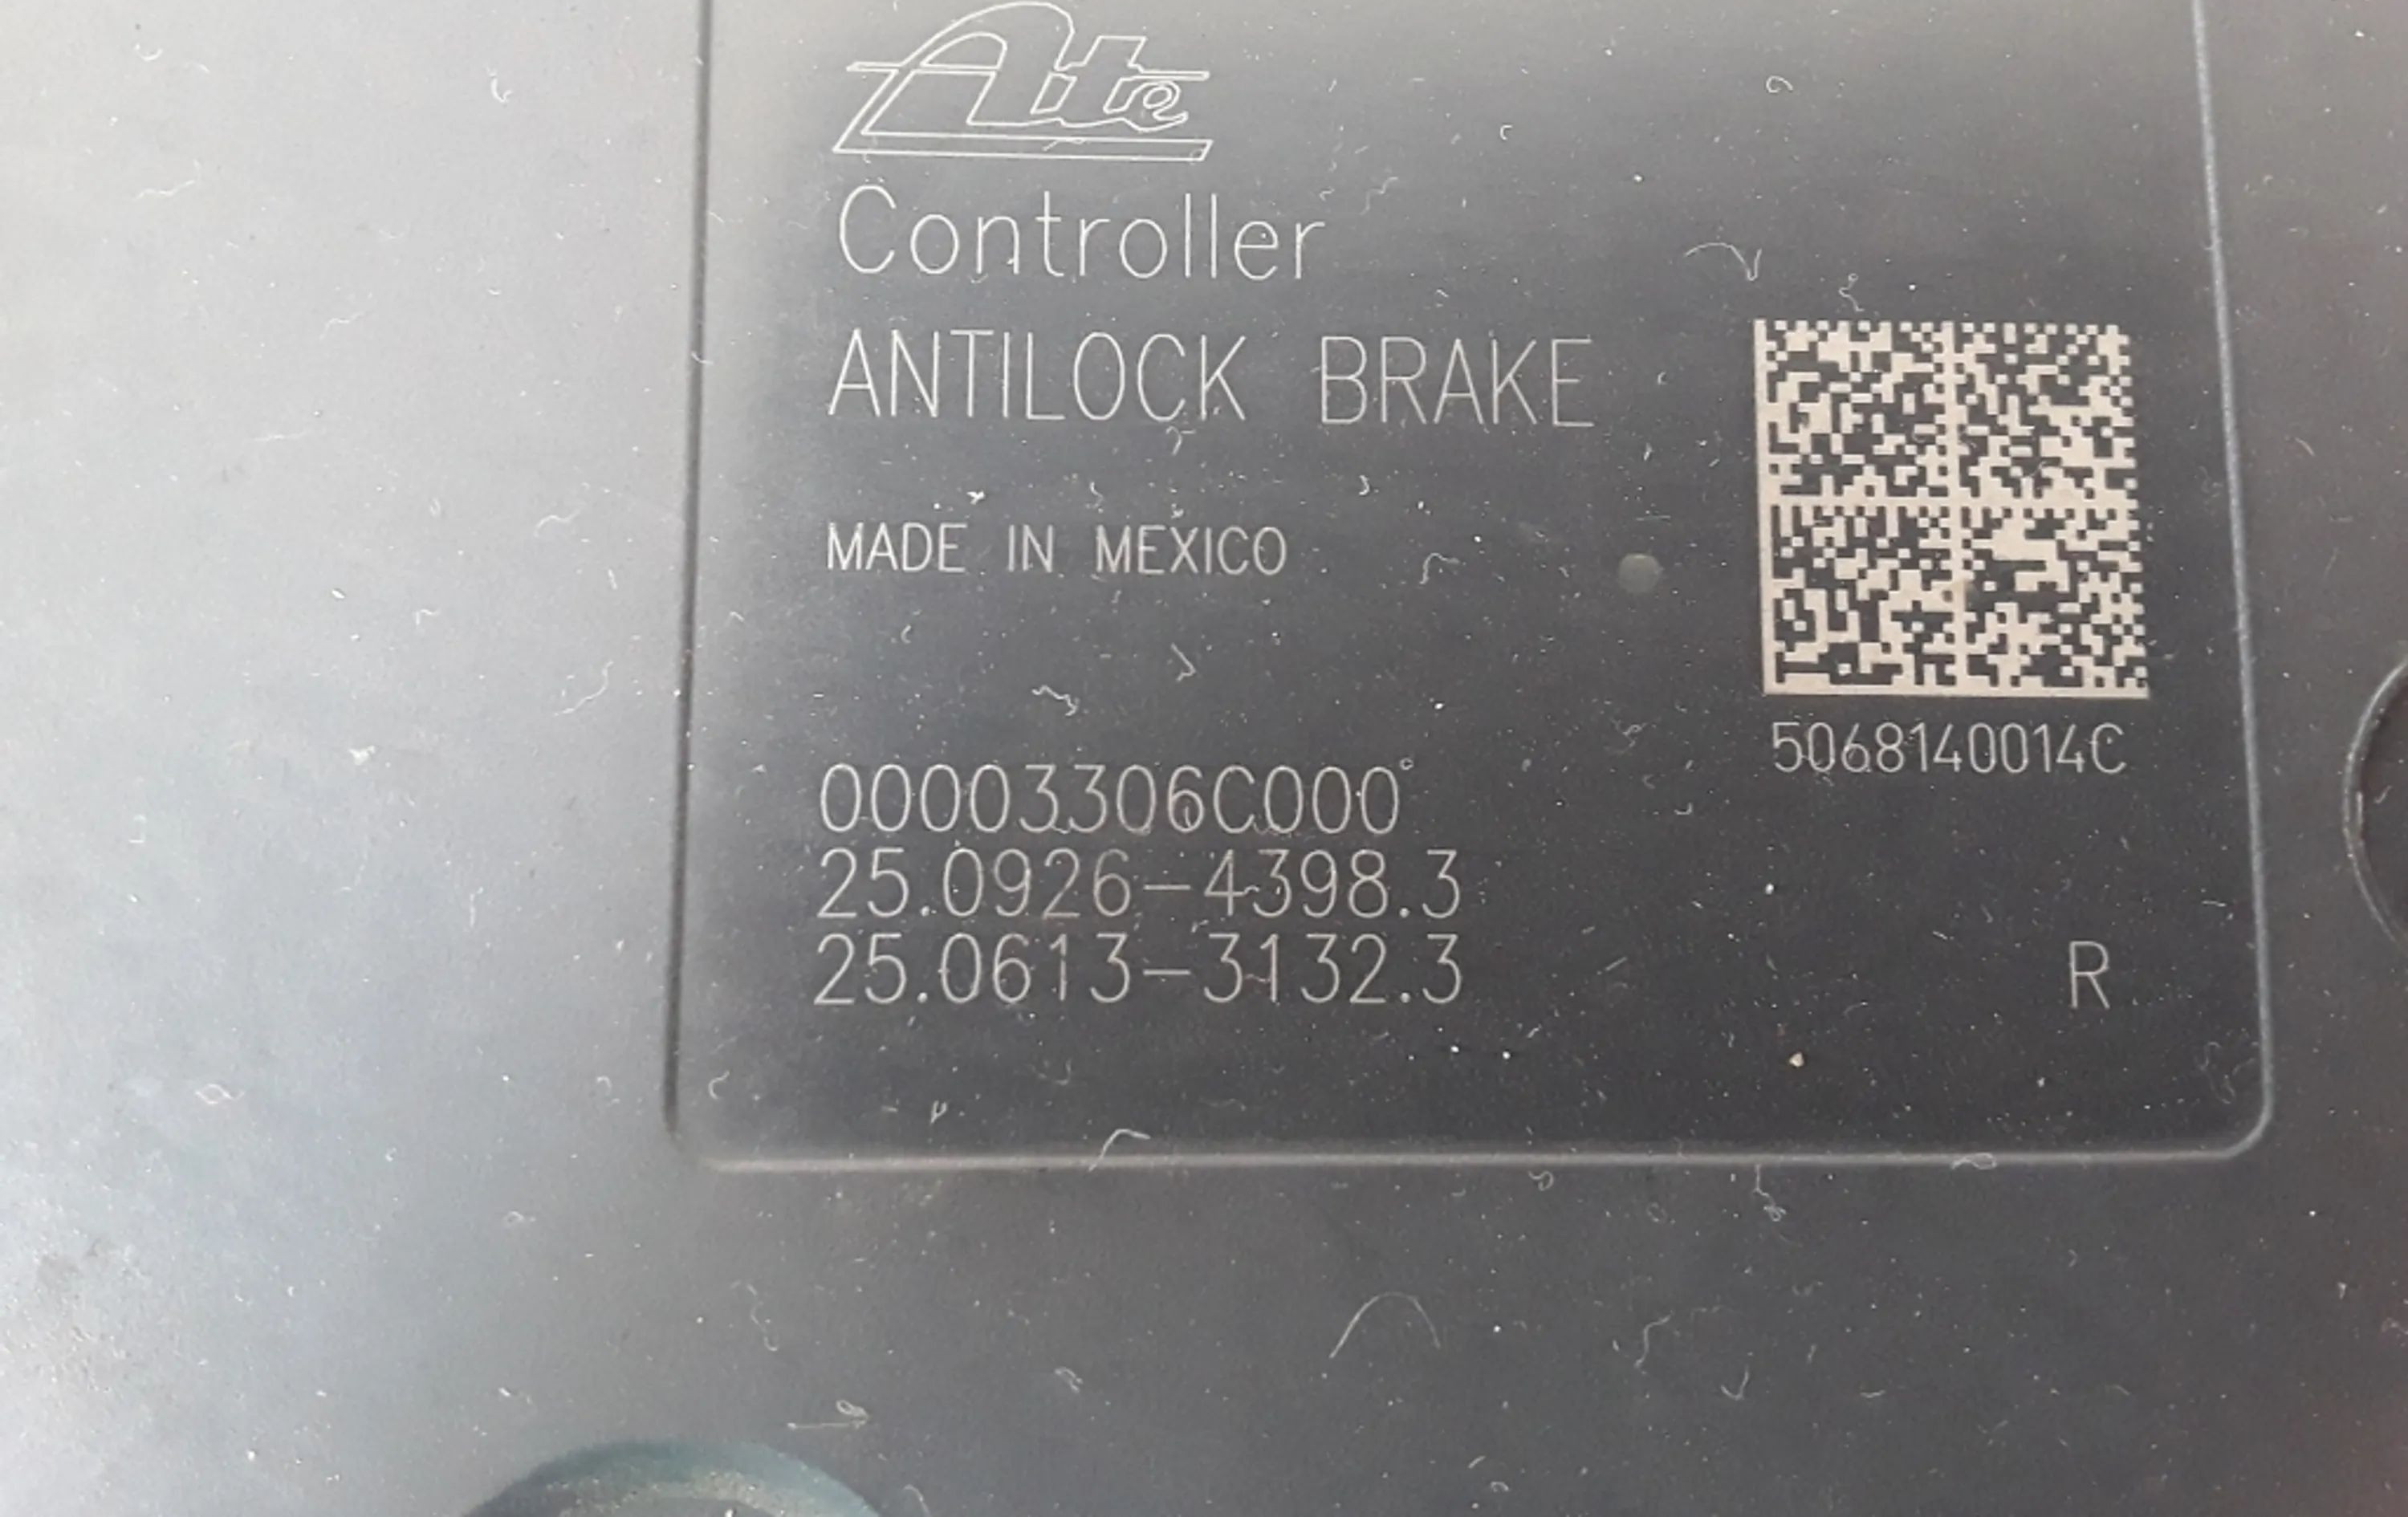 Ate
Controller
ANTILOCK BRAKE
MADE IN MEXICO
5068140014C
00003306C000
25.0926-4398.3
25.0613-3132.3
R